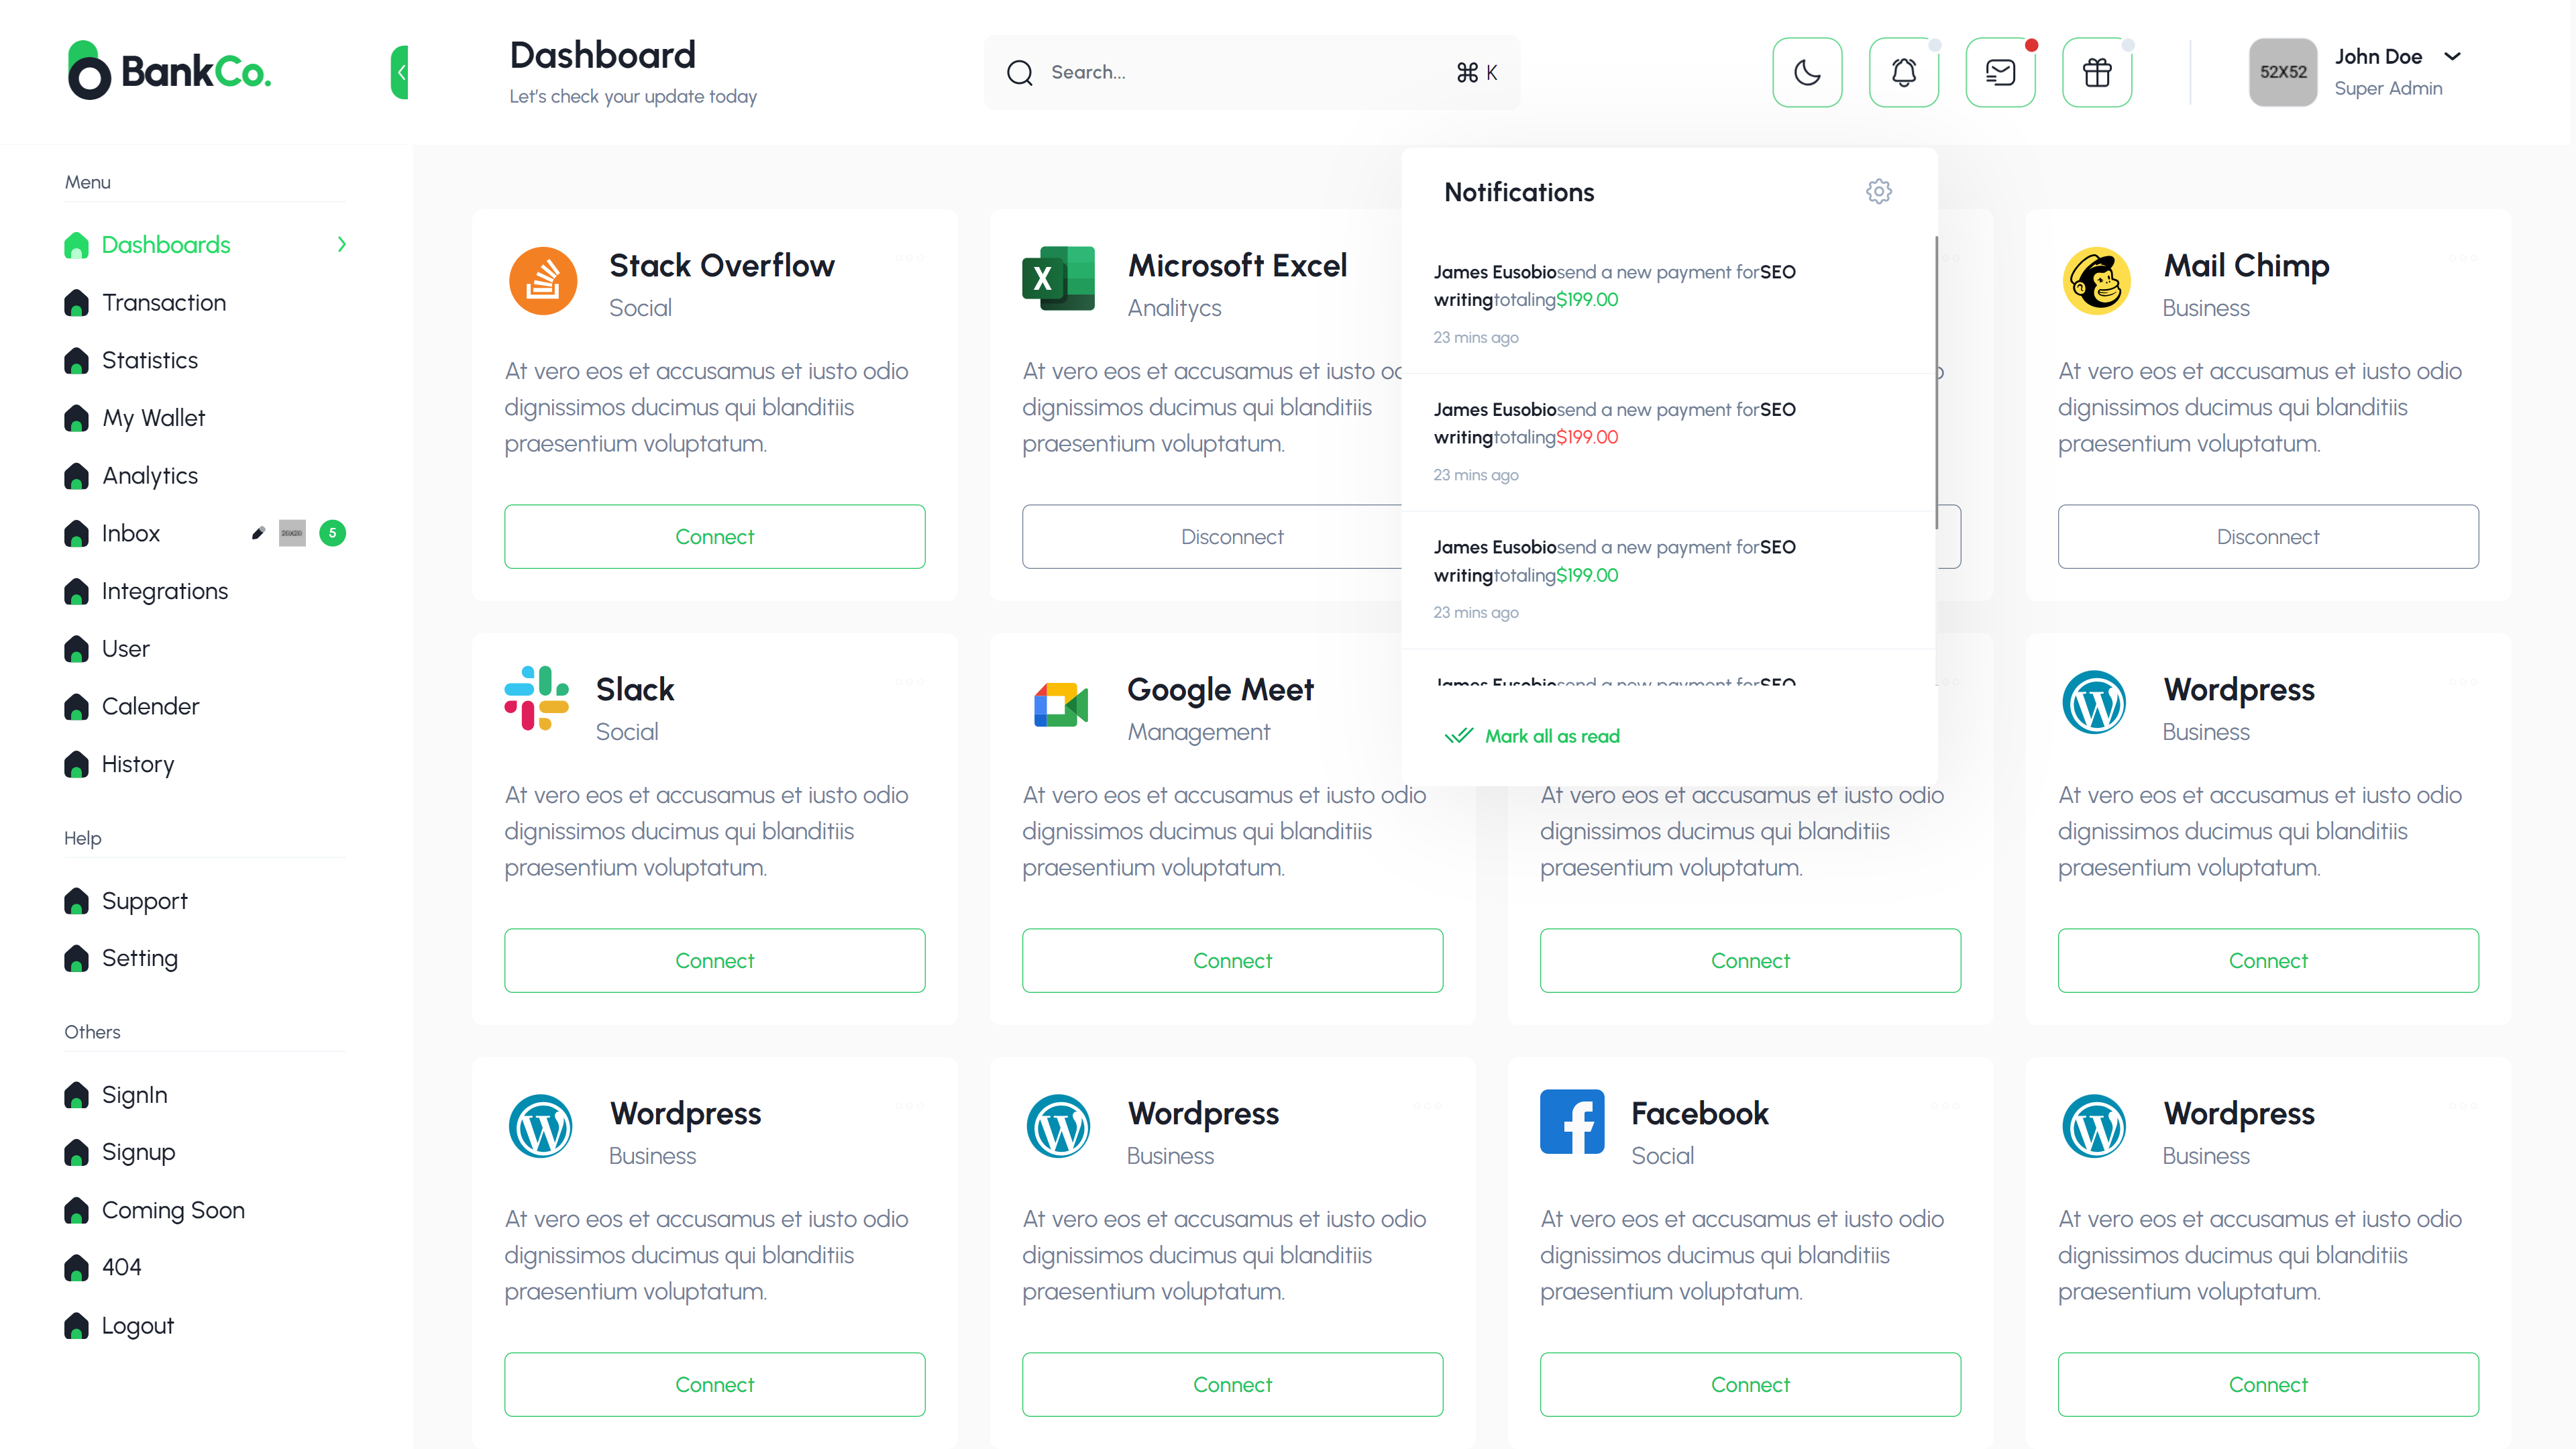 BankCo.
Dashboard
Let's check your update today
Search...
⌘ K
52X52
John Doe
Super Admin
Menu
Dashboards
Transaction
Statistics
My Wallet
Analytics
Inbox
5
Integrations
User
Calender
History
Help
Support
Setting
Others
SignIn
Signup
Coming Soon
404
Logout
Notifications
James Eusobiosend a new payment forSEO
writingtotaling$199.00
23 mins ago
James Eusobiosend a new payment forSEO
writingtotaling$199.00
23 mins ago
James Eusobiosend a new payment forSEO
writingtotaling$199.00
23 mins ago
James Eusobiosend a new payment forSEO
Mark all as read
Stack Overflow
Social
At vero eos et accusamus et iusto odio
dignissimos ducimus qui blanditiis
praesentium voluptatum.
Connect
Microsoft Excel
Analitycs
At vero eos et accusamus et iusto
dignissimos ducimus qui blanditiis
praesentium voluptatum.
Disconnect
Mail Chimp
Business
At vero eos et accusamus et iusto odio
dignissimos ducimus qui blanditiis
praesentium voluptatum.
Disconnect
Slack
Social
At vero eos et accusamus et iusto odio
dignissimos ducimus qui blanditiis
praesentium voluptatum.
Connect
Google Meet
Management
At vero eos et accusamus et iusto odio
dignissimos ducimus qui blanditiis
praesentium voluptatum.
Connect
At vero eos et accusamus et iusto odio
dignissimos ducimus qui blanditiis
praesentium voluptatum.
Connect
Wordpress
Business
At vero eos et accusamus et iusto odio
dignissimos ducimus qui blanditiis
praesentium voluptatum.
Connect
Wordpress
Business
At vero eos et accusamus et iusto odio
dignissimos ducimus qui blanditiis
praesentium voluptatum.
Connect
Wordpress
Business
At vero eos et accusamus et iusto odio
dignissimos ducimus qui blanditiis
praesentium voluptatum.
Connect
Facebook
Social
At vero eos et accusamus et iusto odio
dignissimos ducimus qui blanditiis
praesentium voluptatum.
Connect
Wordpress
Business
At vero eos et accusamus et iusto odio
dignissimos ducimus qui blanditiis
praesentium voluptatum.
Connect